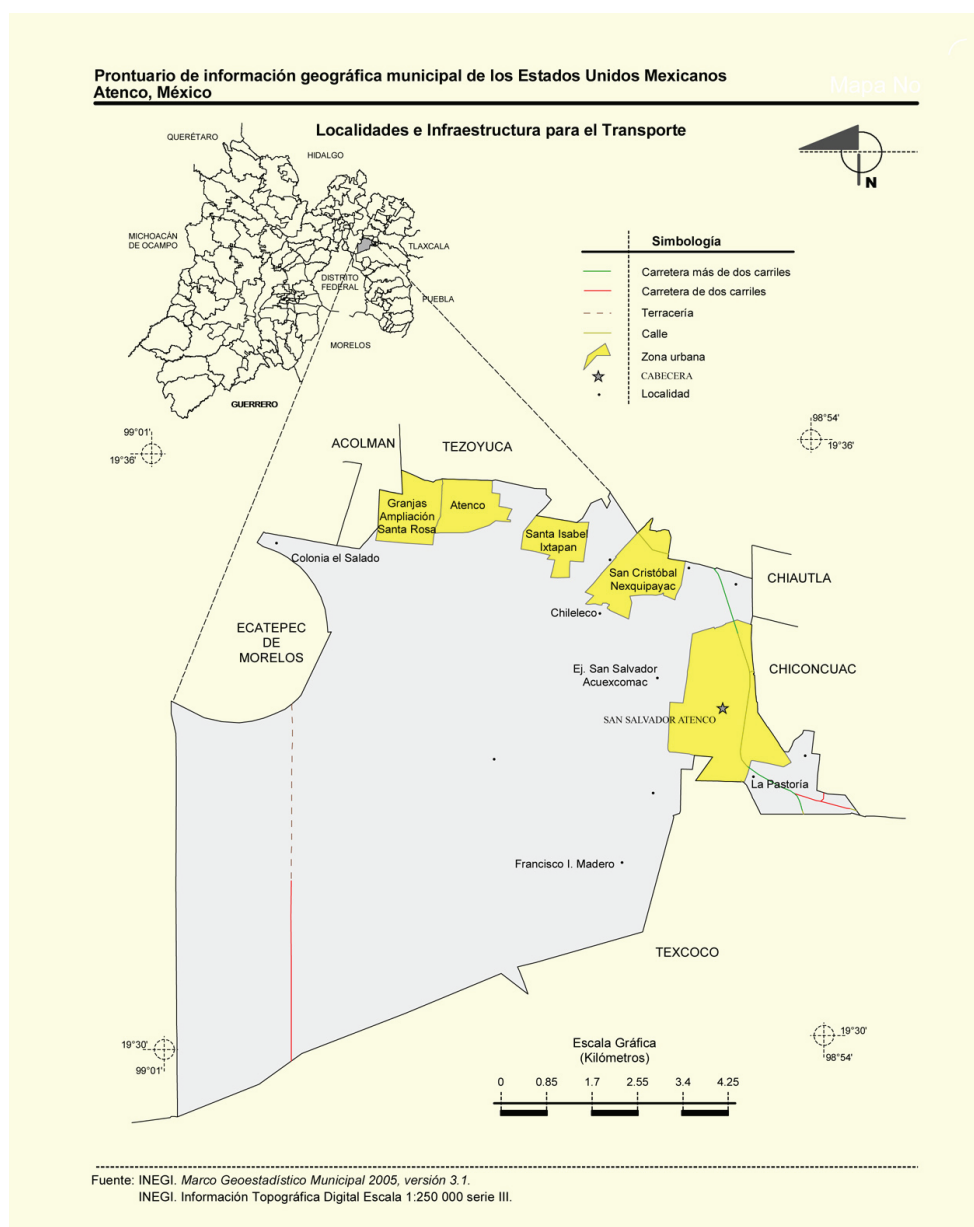 Mapa No
Prontuario de información geográfica municipal de los Estados Unidos Mexicanos
Atenco, México
Localidades e Infraestructura para el Transporte
QUERÉTARO
HIDALGO
MICHOACÁN
DE OCAMPO
TLAXCALA
DISTRITO
FEDERAL
PUEBLA
MORELOS
GUERRERO
N
Simbología
Carretera más de dos carriles
Carretera de dos carriles
Terracería
Calle
Zona urbana
CABECERA
Localidad
99°01'
19°36'
98°54'
19°36'
ACOLMAN
TEZOYUCA
Granjas
Ampliación
Santa Rosa
Atenco
Santa Isabel
Ixtapan
Colonia el Salado
San Cristóbal
Nexquipayac
CHIAUTLA
Chileleco
ECATEPEC
DE
MORELOS
Ej. San Salvador
Acuexcomac
CHICONCUAC
SAN SALVADOR ATENCO
La Pastoría
Francisco I. Madero
TEXCOCO
19°30'
99°01'
19°30'
98°54'
Escala Gráfica
(Kilómetros)
0 0.85 1.7 2.55 3.4 4.25
Fuente: INEGI. Marco Geoestadístico Municipal 2005, versión 3.1.
INEGI. Información Topográfica Digital Escala 1:250 000 serie III.